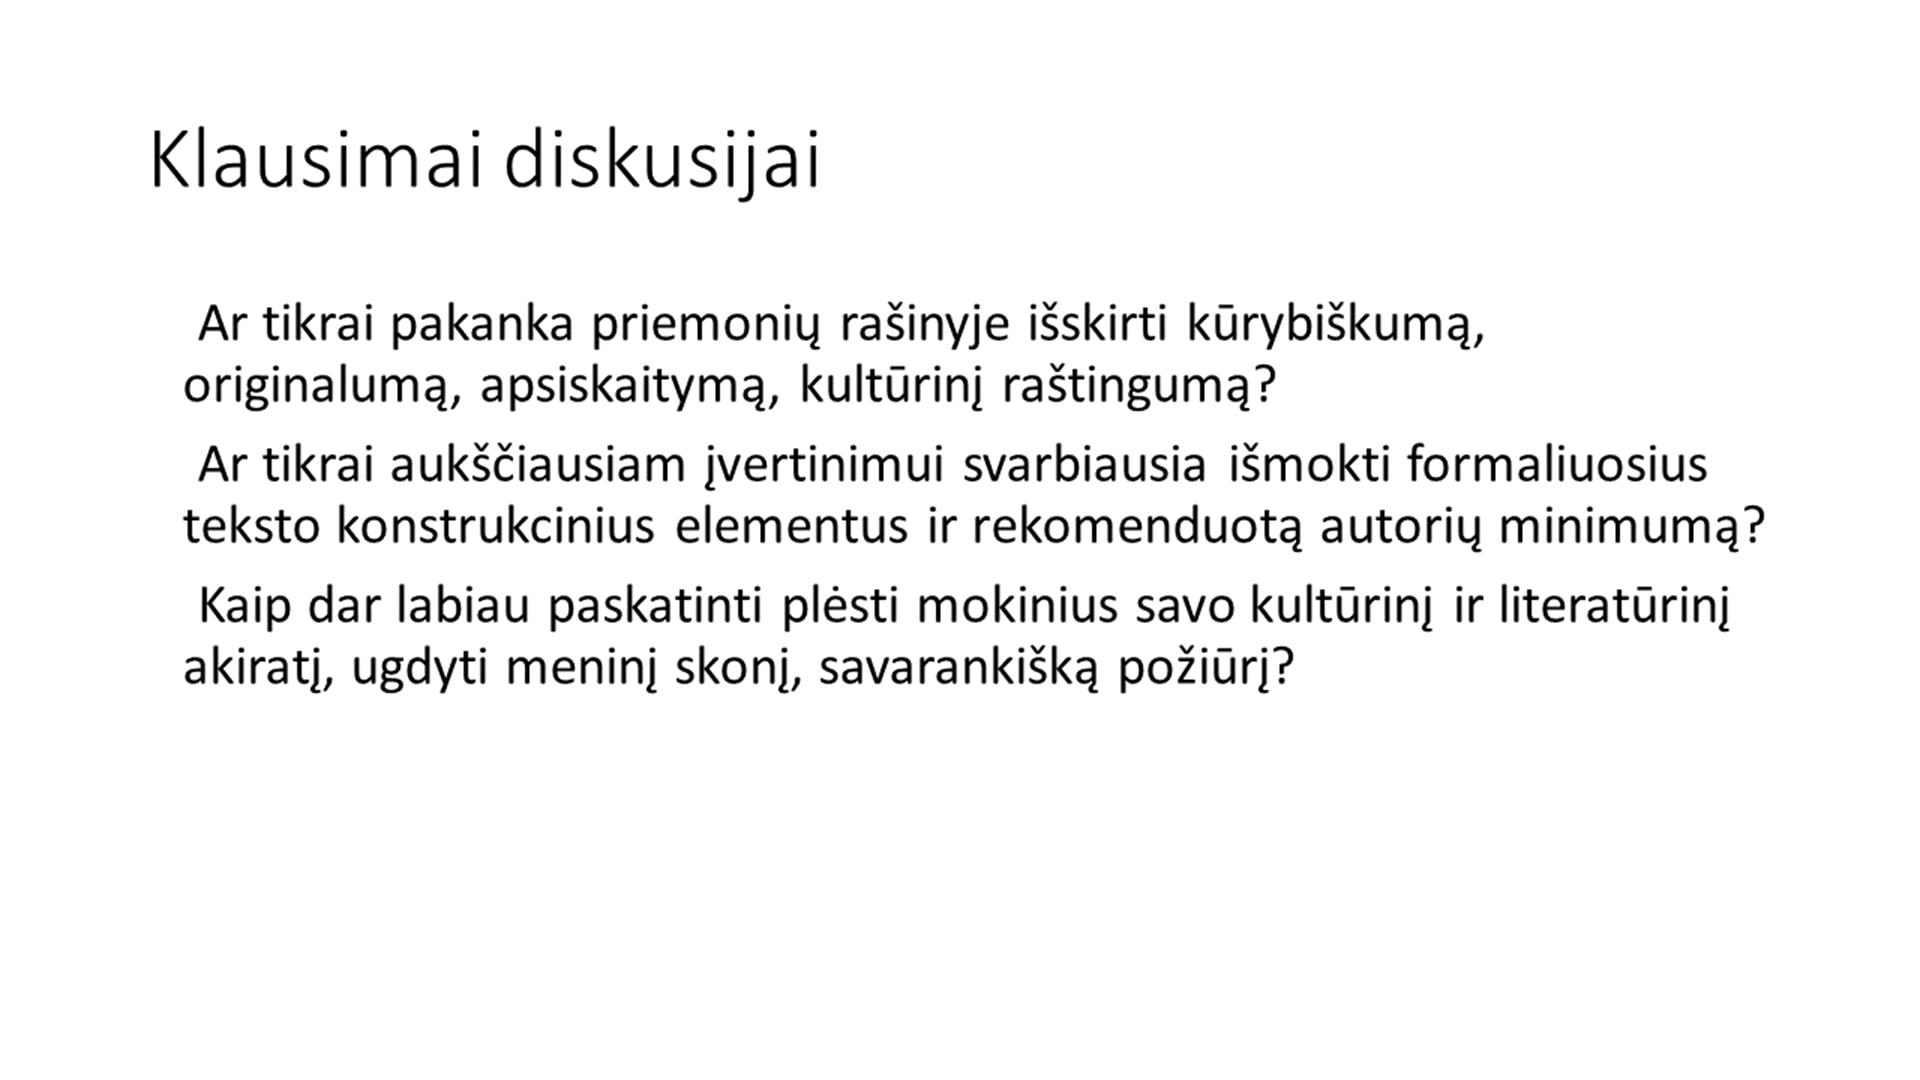 Klausimai diskusijai
Ar tikrai pakanka priemonių rašinyje išskirti kūrybiškumą,
originalumą, apsiskaitymą, kultūrinį raštingumą?
Ar tikrai aukščiausiam įvertinimui svarbiausia išmokti formaliuosius
teksto konstrukcinius elementus ir rekomenduotą autorių minimumą?
Kaip dar labiau paskatinti plėsti mokinius savo kultūrinį ir literatūrinį
akiratį, ugdyti meninį skonį, savarankišką požiūrį?